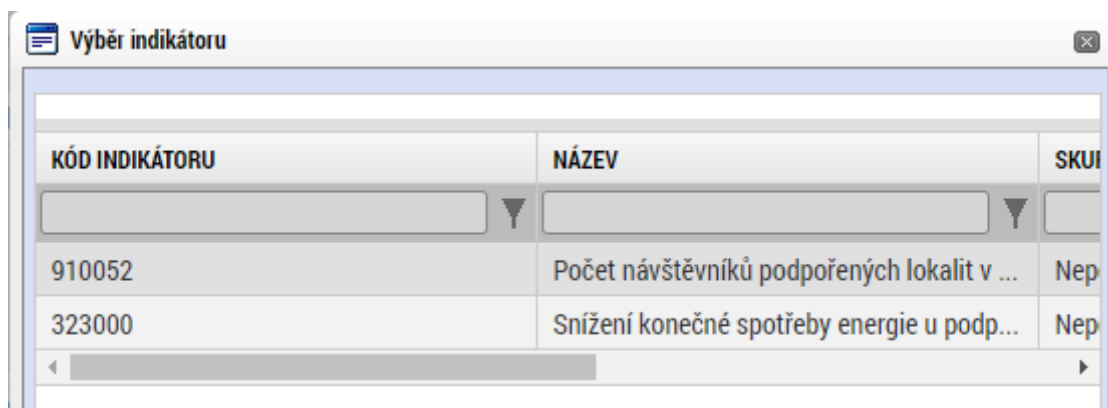 Výběr indikátoru
KÓD INDIKÁTORU NÁZEV
910052 Počet návštěvníků podpořených lokalit v ...
323000 Snížení konečné spotřeby energie u podp...